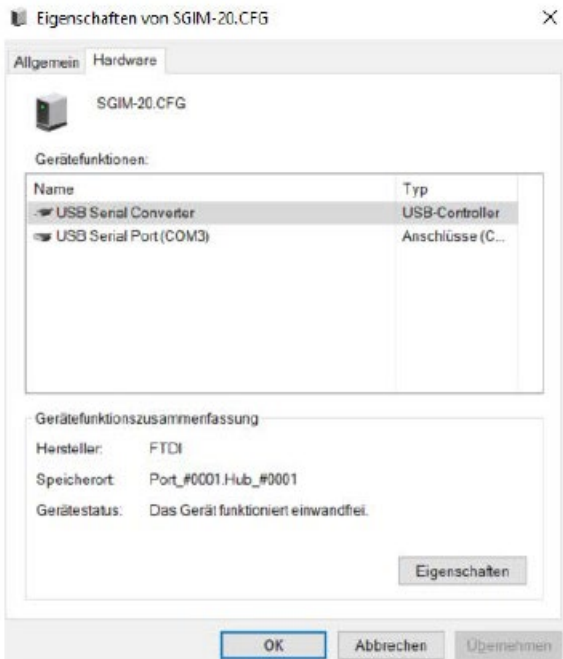 Eigenschaften von SGIM-20.CFG
Allgemein Hardware
SGIM-20.CFG
Gerätefunktionen:
Name Typ
USB Serial Converter USB-Controller
USB Serial Port (COM3) Anschlüsse (C...
Gerätefunktionszusammenfassung
Hersteller: FTDI
Speicherort: Port_#0001.Hub_#0001
Gerätestatus: Das Gerät funktioniert einwandfrei.
Eigenschaften
OK Abbrechen Übernehmen